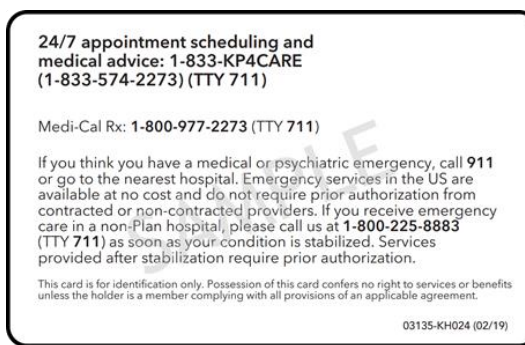 24/7 appointment scheduling and
medical advice: 1-833-KP4CARE
(1-833-574-2273) (TTY 711)
Medi-Cal Rx: 1-800-977-2273 (TTY 711)
If you think you have a medical or psychiatric emergency, call 911
or go to the nearest hospital. Emergency services in the US are
available at no cost and do not require prior authorization from
contracted or non-contracted providers. If you receive emergency
care in a non-Plan hospital, please call us at 1-800-225-8883
(TTY 711) as soon as your condition is stabilized. Services
provided after stabilization require prior authorization.
This card is for identification only. Possession of this card confers no right to services or benefits
unless the holder is a member complying with all provisions of an applicable agreement.
03135-KH024 (02/19)
SAMPLE